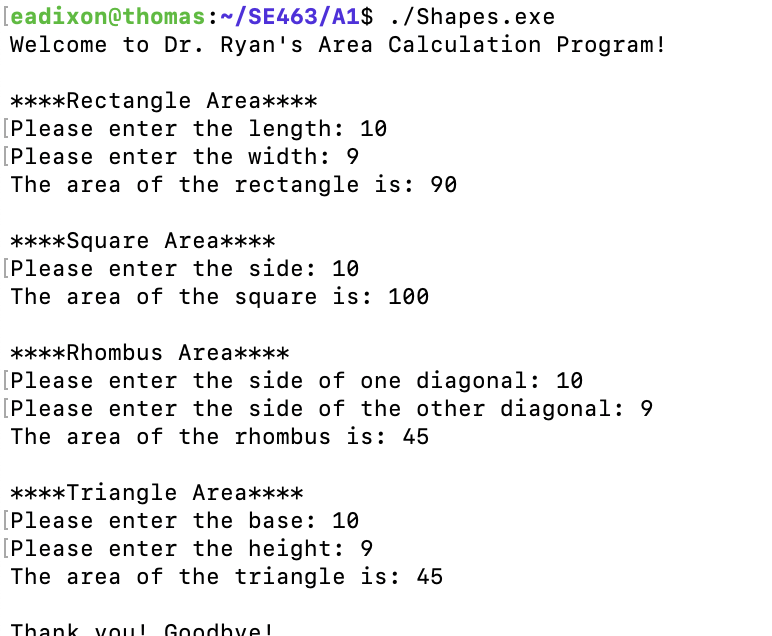 [eadixon@thomas:~/SE463/A1$ ./Shapes.exe
Welcome to Dr. Ryan's Area Calculation Program!
****Rectangle Area****
[Please enter the length: 10
[Please enter the width: 9
The area of the rectangle is: 90
****Square Area****
[Please enter the side: 10
The area of the square is: 100
****Rhombus Area****
[Please enter the side of one diagonal: 10
[Please enter the side of the other diagonal: 9
The area of the rhombus is: 45
****Triangle Area****
[Please enter the base: 10
[Please enter the height: 9
The area of the triangle is: 45
Thank you! Goodbye!